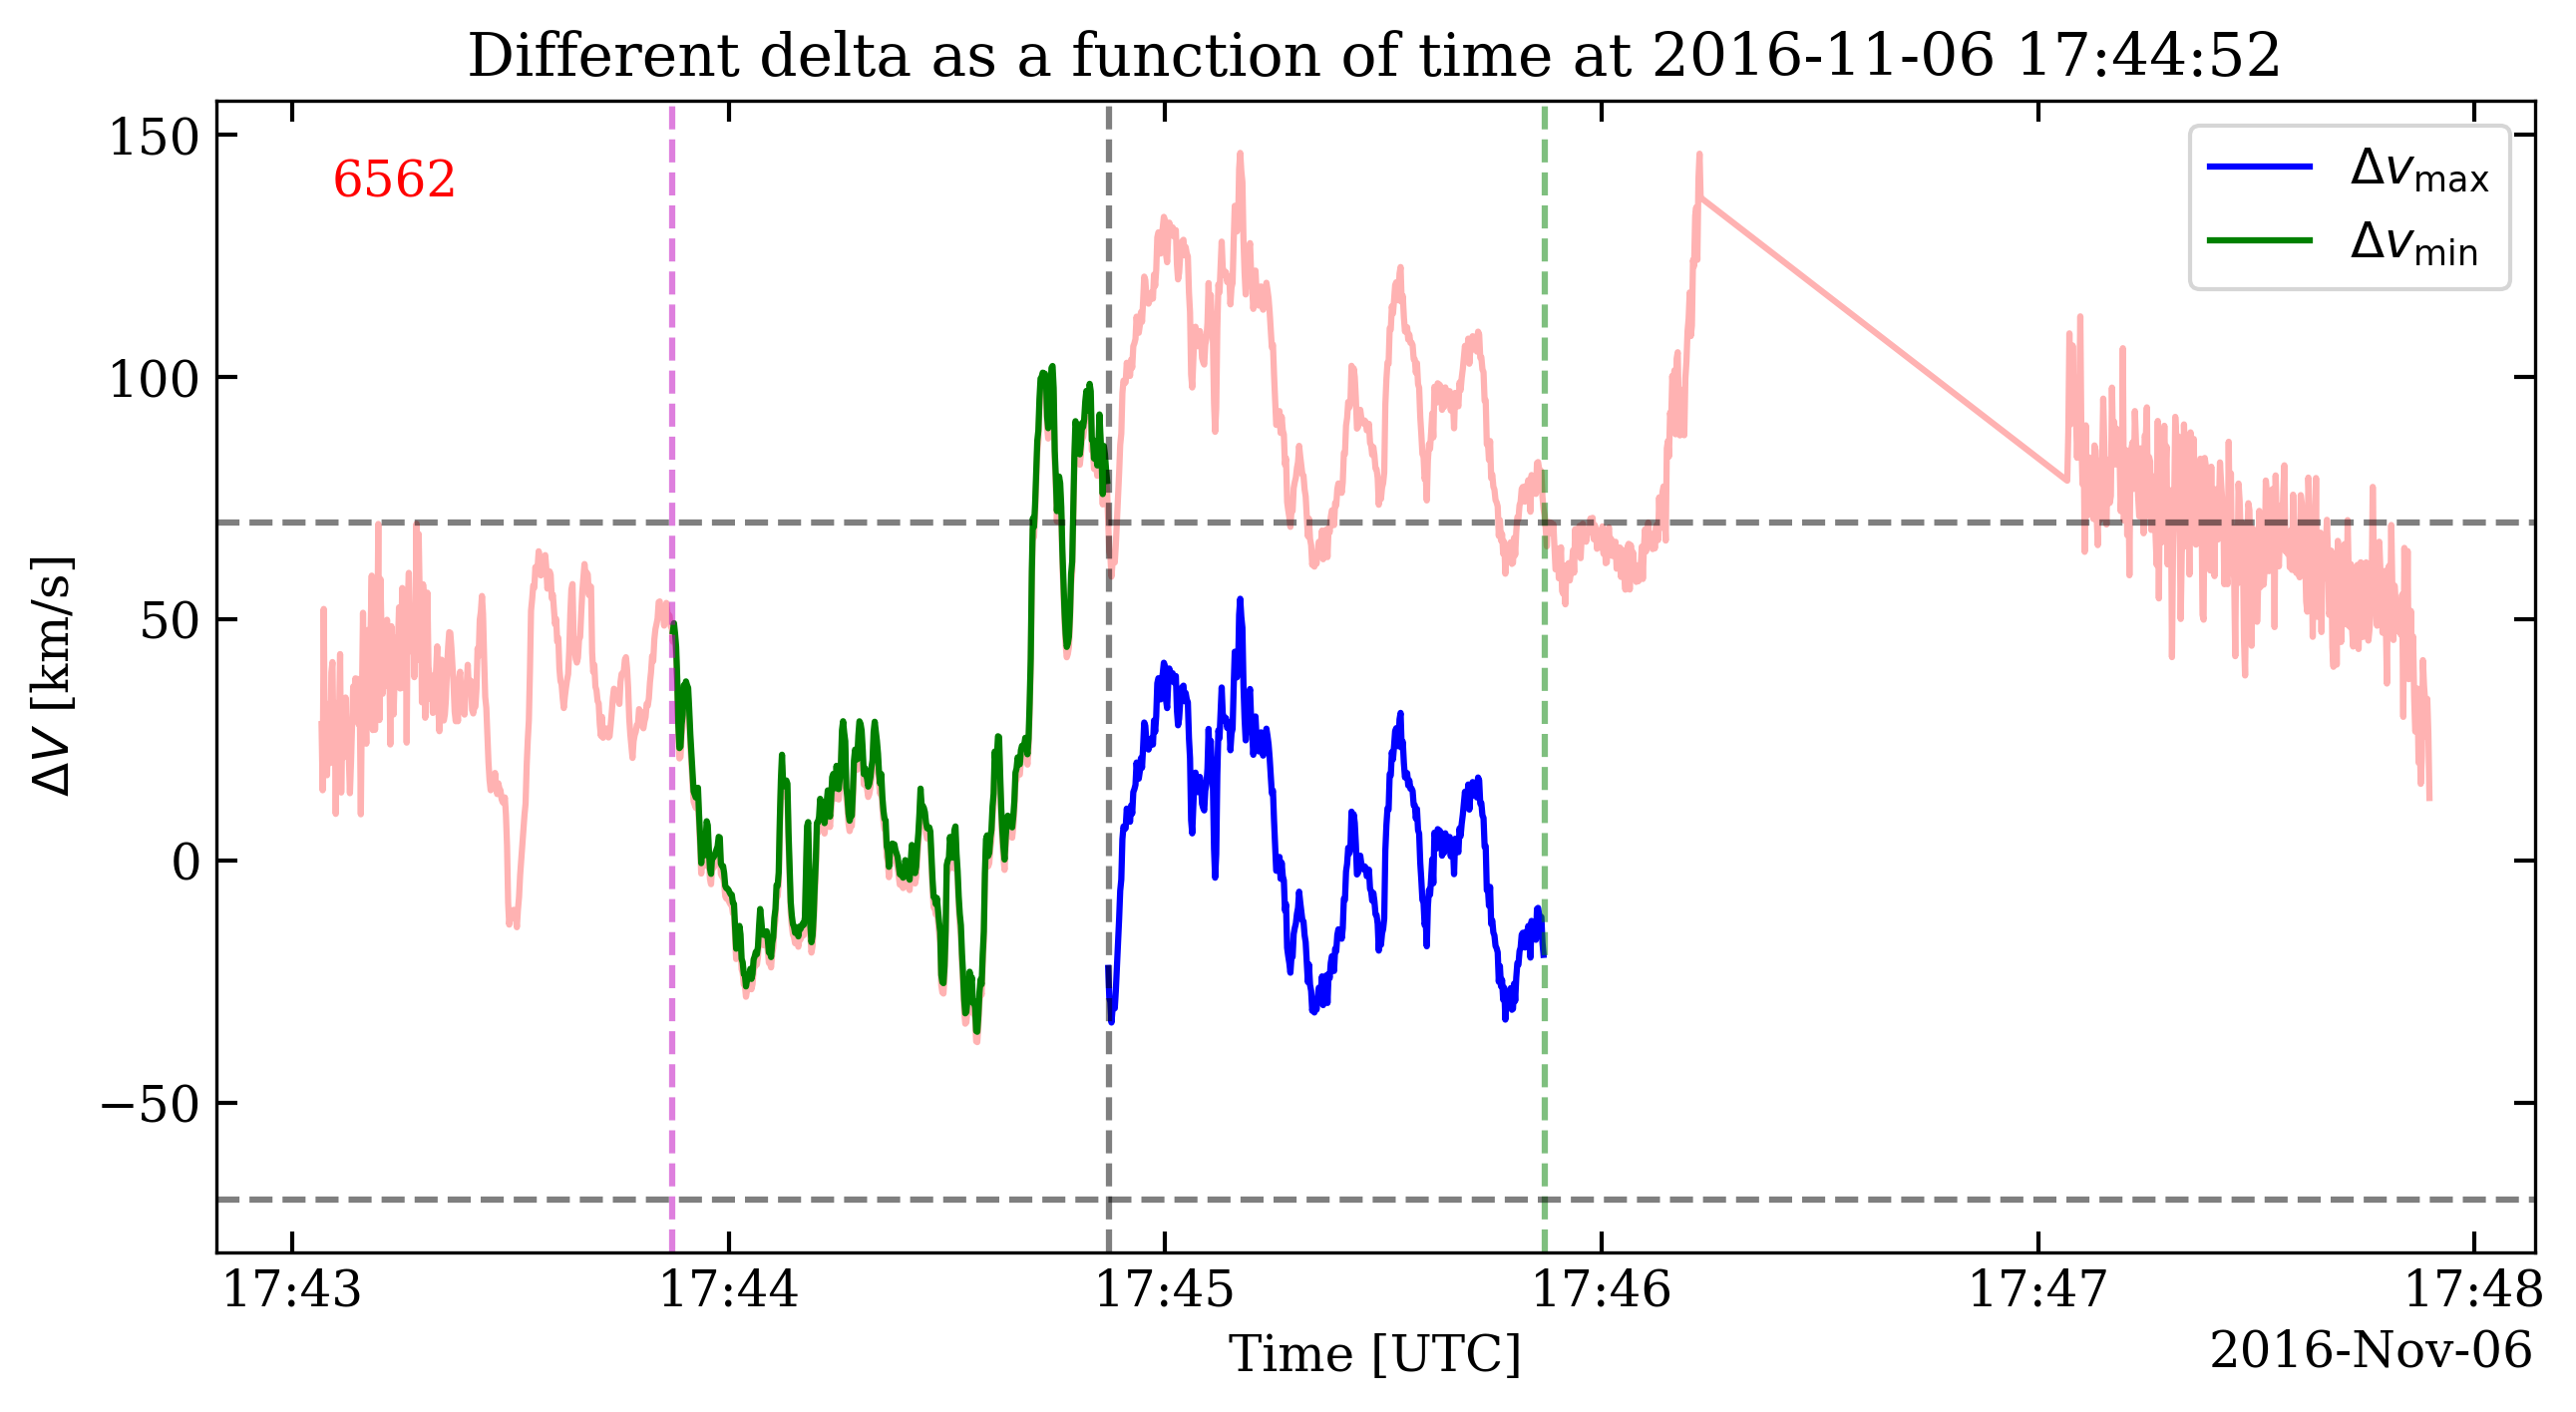 Different delta as a function of time at 2016-11-06 17:44:52
150
100
50
0
−50
6562
Δv_max
Δv_min
ΔV [km/s]
17:43 17:44 17:45 17:46 17:47 17:48
Time [UTC]
2016-Nov-06